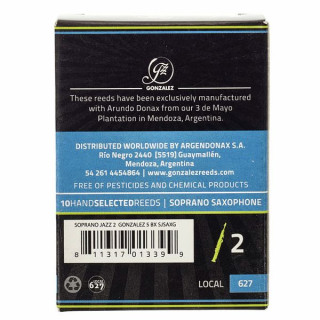 GZ
GONZALEZ
These reeds have been exclusively manufactured
with Arundo Donax from our 3 de Mayo
Plantation in Mendoza, Argentina.
DISTRIBUTED WORLDWIDE BY ARGENDONAX S.A.
Río Negro 2440 [5519] Guaymallén,
Mendoza, Argentina
54 261 4454864 | www.gonzalezreeds.com
FREE OF PESTICIDES AND CHEMICAL PRODUCTS
10HANDSELECTEDREEDS | SOPRANO SAXOPHONE
SOPRANO JAZZ 2 GONZALEZ 5 BX SJSAXG
8 11317 01339 9
2
627
LOCAL 627